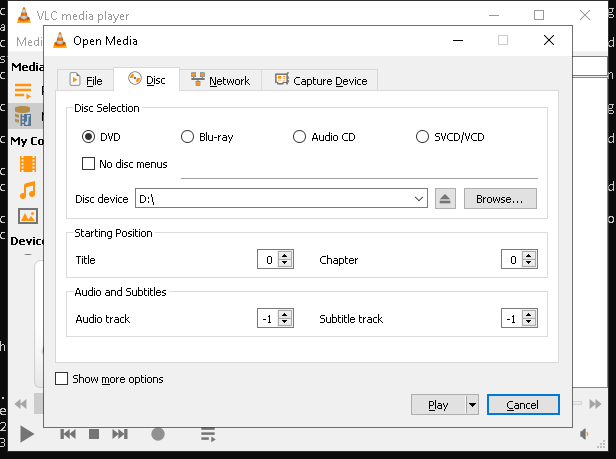 VLC media player
Medi
Open Media
File
Disc
Network
Capture Device
Media
My Co
Device
Disc Selection
DVD
Blu-ray
Audio CD
SVCD/VCD
No disc menus
Disc device
D:\
Browse...
Starting Position
Title
0
Chapter
0
Audio and Subtitles
Audio track
-1
Subtitle track
-1
Show more options
Play
Cancel